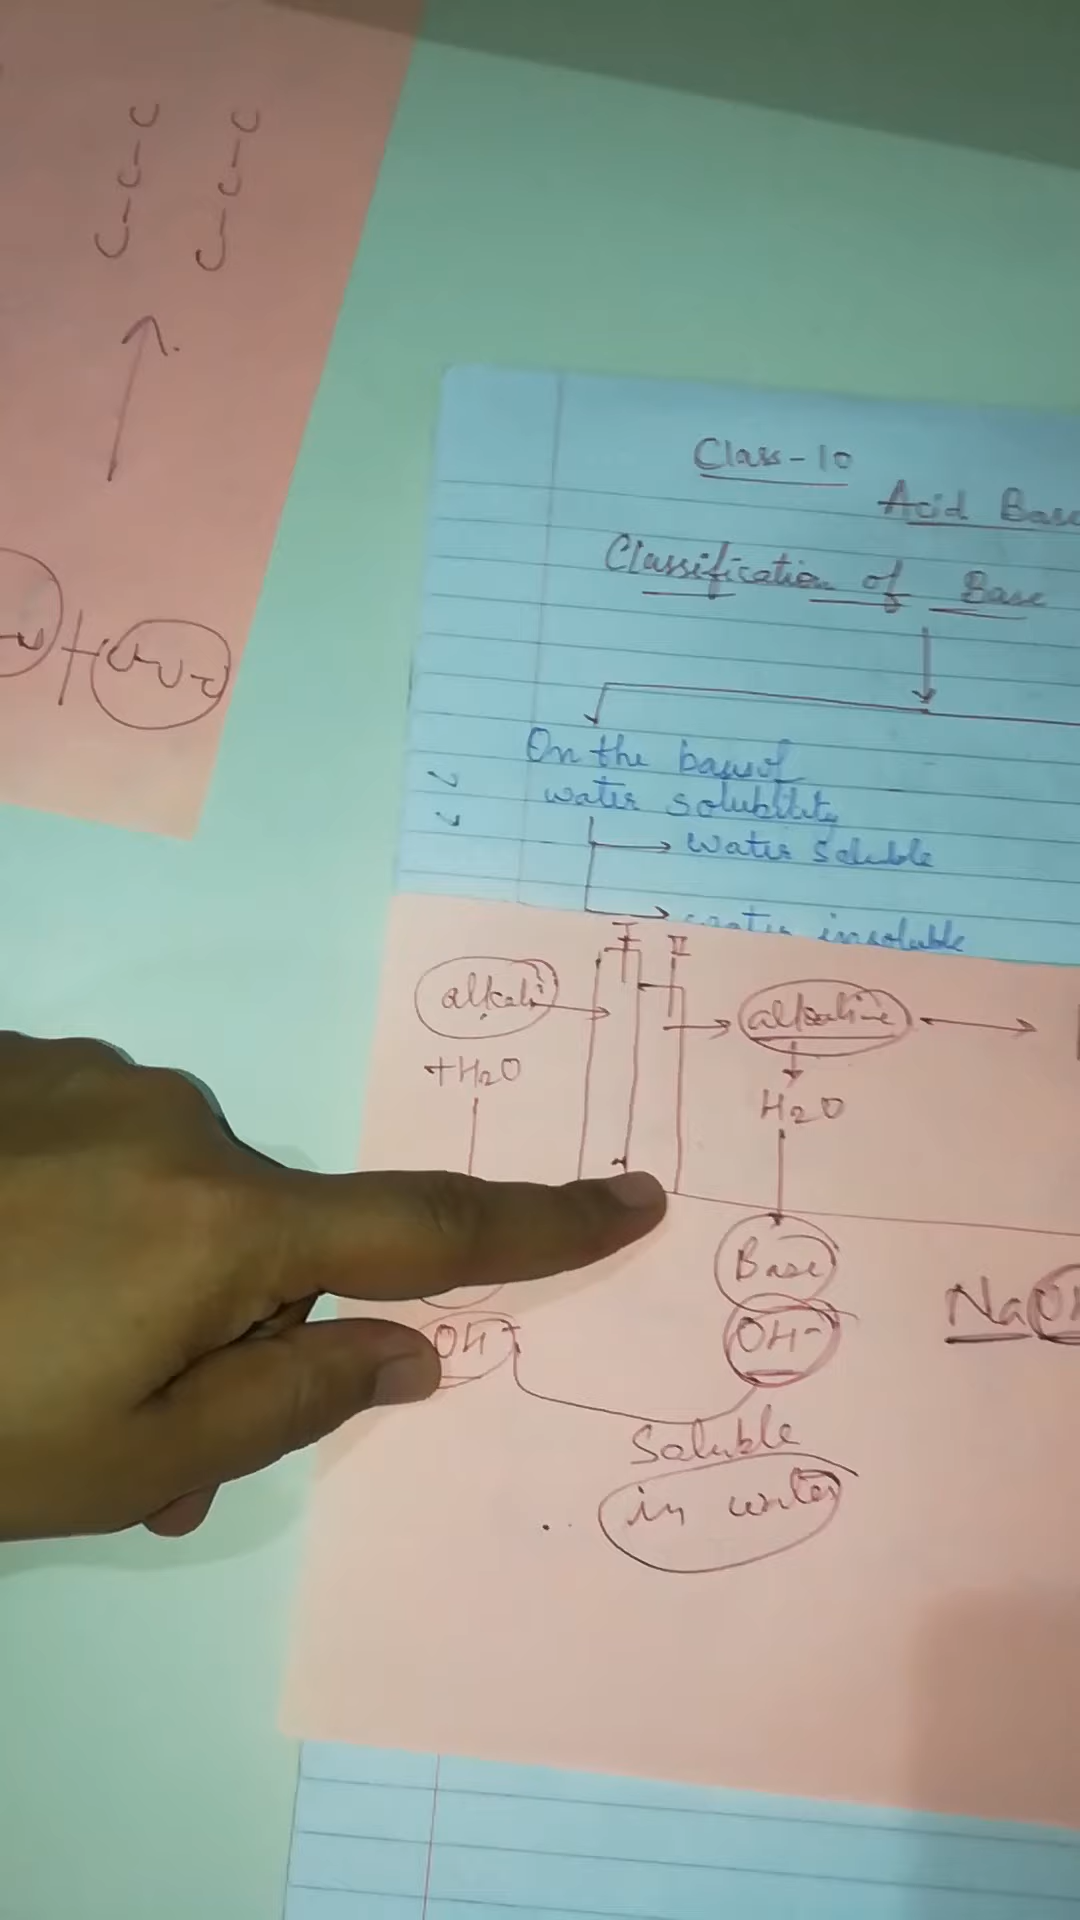 C-C-C
C-C-C
Class-10
Acid Base
Classification of Base
On the basis of
water solubility
water soluble
water insoluble
I II
alkali
alkaline
+H2O
H2O
Base
OH-
OH-
NaOH
Soluble
in water